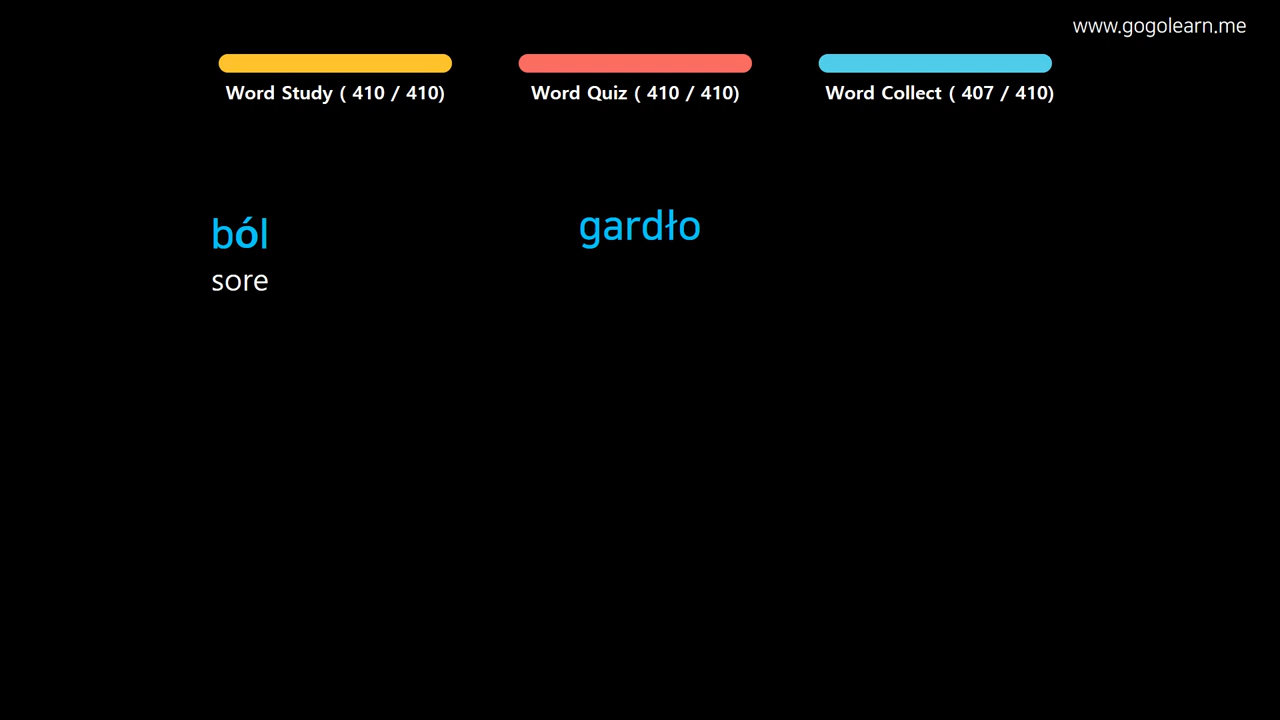 www.gogolearn.me
Word Study ( 410 / 410)
Word Quiz ( 410 / 410)
Word Collect ( 407 / 410)
ból
sore
gardło